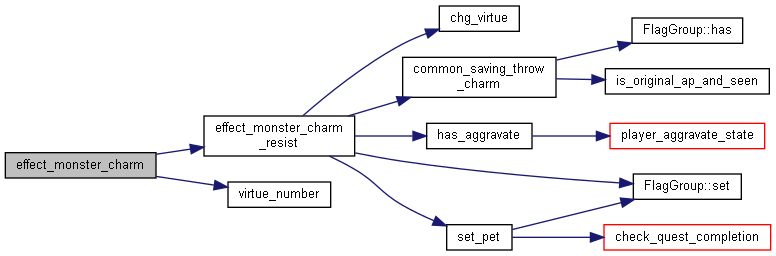 effect_monster_charm
effect_monster_charm
_resist
virtue_number
chg_virtue
common_saving_throw
_charm
has_aggravate
set_pet
FlagGroup::has
is_original_ap_and_seen
player_aggravate_state
FlagGroup::set
check_quest_completion